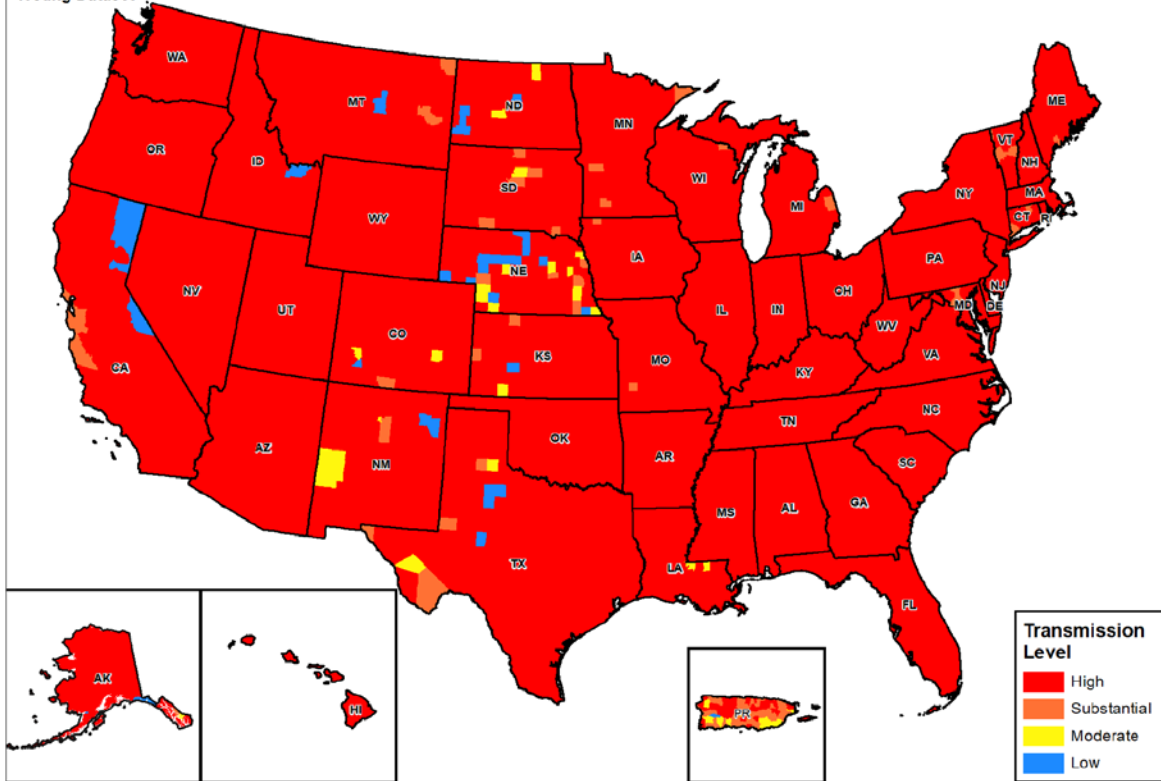 WA
MT
ND
MN
ME
VT
NH
OR
ID
SD
WI
MI
NY
MA
CT
RI
WY
NE
IA
PA
NJ
NV
UT
CO
KS
IL
IN
OH
MD
DE
WV
VA
CA
MO
KY
NC
TN
AZ
NM
OK
AR
SC
MS
AL
GA
TX
LA
FL
AK
HI
PR
Transmission
Level
High
Substantial
Moderate
Low